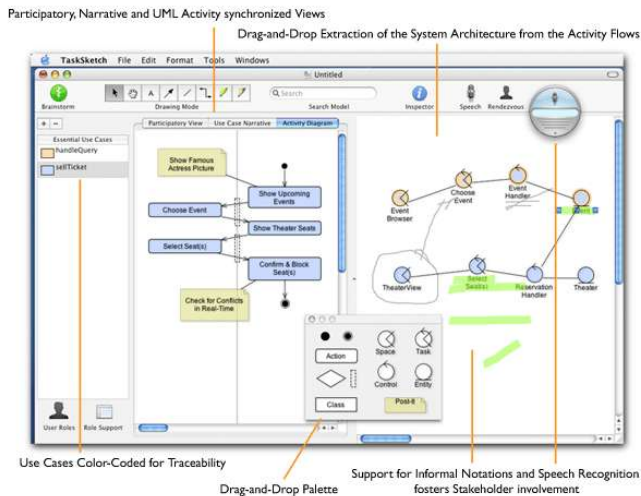 Participatory, Narrative and UML Activity synchronized Views
Drag-and-Drop Extraction of the System Architecture from the Activity Flows
TaskSketch File Edit Format Tools Windows
Untitled
Brainstorm
A
Drawing Mode
Search
Search Model
Inspector
Speech
Rendezvous
+ -
Participatory View
Use Case Narrative
Activity Diagram
Essential Use Cases
handleQuery
sellTicket
Show Famous
Actress Picture
Show Upcoming
Events
Choose Event
Show Theater Seats
Select Seat(s)
Confirm & Block
Seat(s)
Check for Conflicts
in Real-Time
Event
Browser
Choose
Event
Event
Handler
Event
TheaterView
Select
Seat(s)
Reservation
Handler
Theater
Action
Class
Space
Task
Control
Entity
Post-It
User Roles
Role Support
Use Cases Color-Coded for Traceability
Drag-and-Drop Palette
Support for Informal Notations and Speech Recognition
fosters Stakeholder involvement